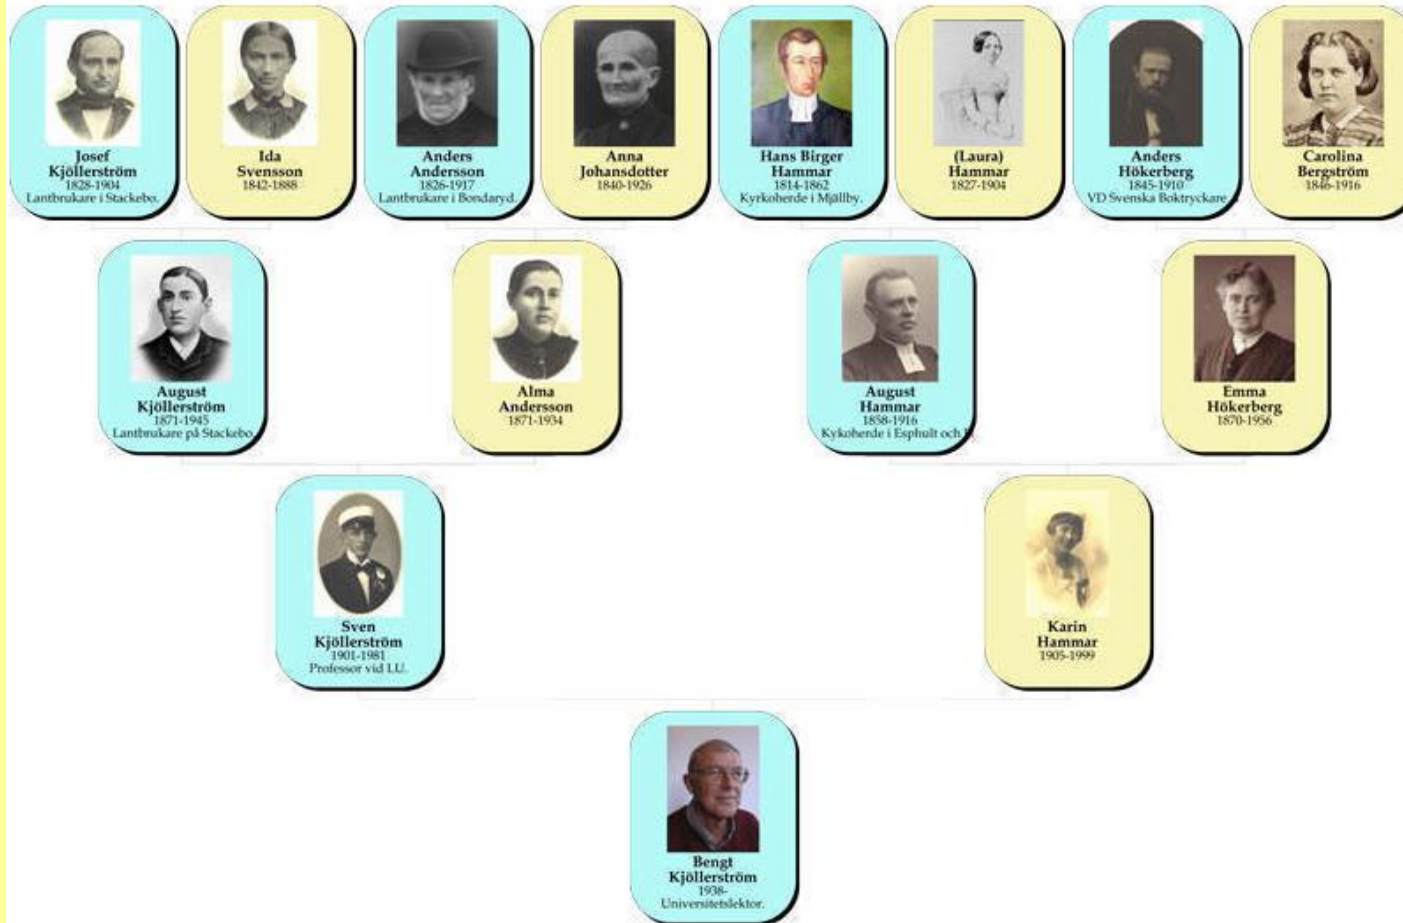 Josef
Kjöllerström
1828-1904
Lantbrukare i Stackebo.
Ida
Svensson
1842-1888
Anders
Andersson
1826-1917
Lantbrukare i Bondaryd.
Anna
Johansdotter
1840-1926
Hans Birger
Hammar
1814-1862
Kyrkoherde i Mjällby.
(Laura)
Hammar
1827-1904
Anders
Hökerberg
1845-1910
VD Svenska Boktryckare
Carolina
Bergström
1846-1916
August
Kjöllerström
1871-1945
Lantbrukare på Stackebo.
Alma
Andersson
1871-1934
August
Hammar
1858-1916
Kykoherde i Esphult och
Emma
Hökerberg
1870-1956
Sven
Kjöllerström
1901-1981
Professor vid LU.
Karin
Hammar
1905-1999
Bengt
Kjöllerström
1938-
Universitetslektor.